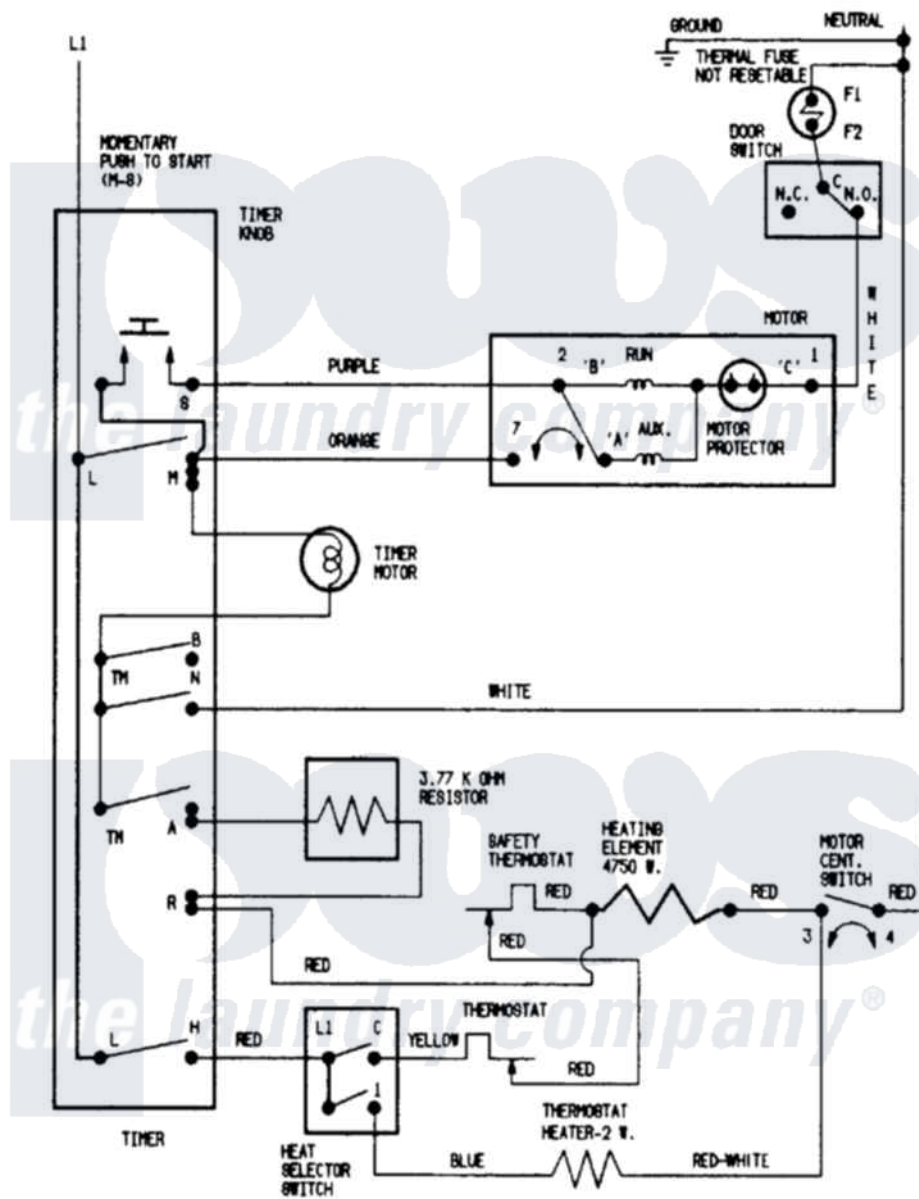 L1
GROUND
NEUTRAL
THERMAL FUSE
NOT RESETABLE
F1
F2
DOOR
SWITCH
N.C.
C
N.O.
MOMENTARY
PUSH TO START
(M-S)
TIMER
KNOB
WHITE
MOTOR
2
'B'
RUN
'C'
1
PURPLE
S
7
'A'
AUX.
MOTOR
PROTECTOR
ORANGE
L
M
TIMER
MOTOR
B
TM
N
WHITE
3.77 K OHM
RESISTOR
TM
A
SAFETY
THERMOSTAT
HEATING
ELEMENT
4750 W.
MOTOR
CENT.
SWITCH
RED
RED
RED
R
RED
3
4
RED
L
H
RED
L1
C
YELLOW
THERMOSTAT
RED
1
THERMOSTAT
HEATER-2 W.
TIMER
HEAT
SELECTOR
SWITCH
BLUE
RED-WHITE
the laundry company®
the laundry company®